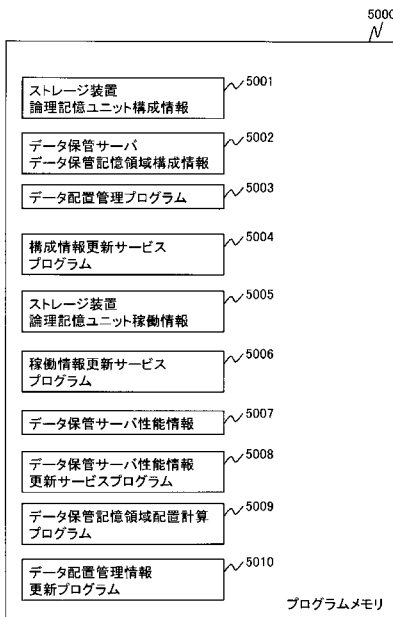 5000
ストレージ装置
論理記憶ユニット構成情報
5001
データ保管サーバ
データ保管記憶領域構成情報
5002
データ配置管理プログラム
5003
構成情報更新サービス
プログラム
5004
ストレージ装置
論理記憶ユニット稼働情報
5005
稼働情報更新サービス
プログラム
5006
データ保管サーバ性能情報
5007
データ保管サーバ性能情報
更新サービスプログラム
5008
データ保管記憶領域配置計算
プログラム
5009
データ配置管理情報
更新プログラム
5010
プログラムメモリ